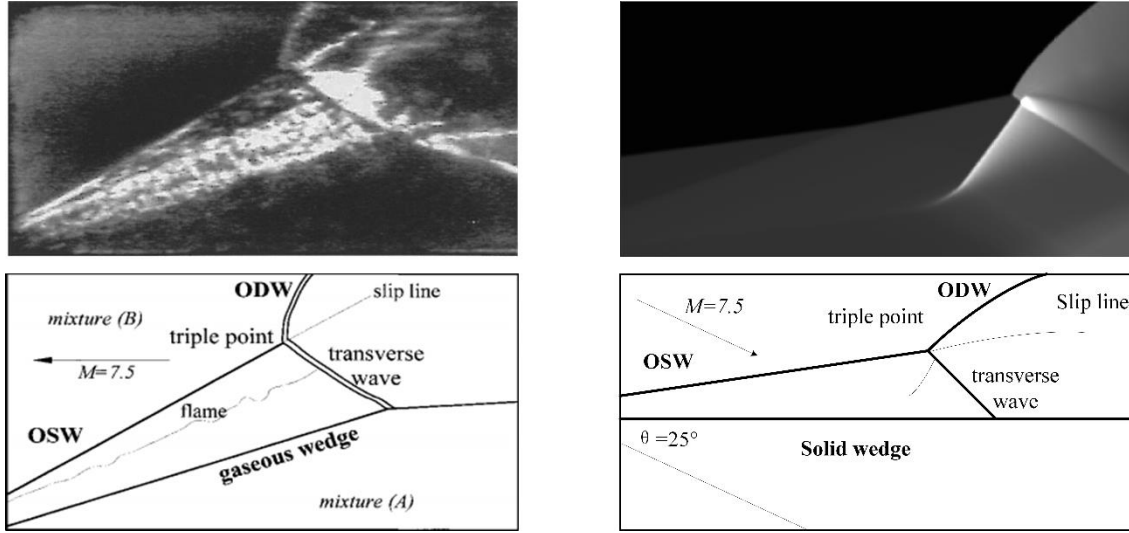 ODW
slip line
mixture (B)
triple point
M=7.5
transverse
wave
flame
OSW
gaseous wedge
mixture (A)
M=7.5
ODW
Slip line
triple point
OSW
transverse
wave
θ =25°
Solid wedge